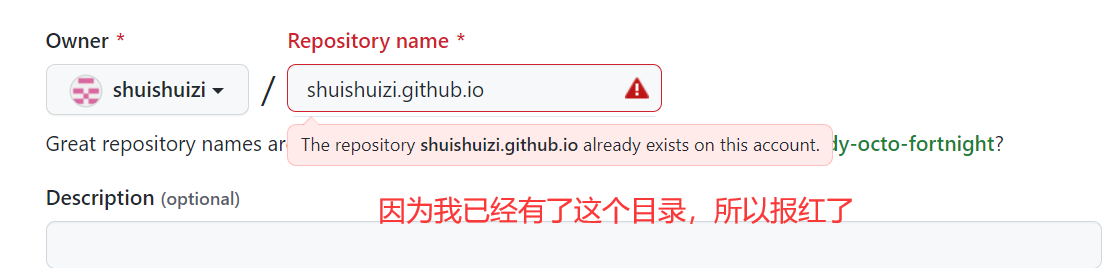 Owner *
Repository name *
shuishuizi
/
shuishuizi.github.io
Great repository names ar
dy-octo-fortnight?
The repository shuishuizi.github.io already exists on this account.
Description (optional)
因为我已经有了这个目录，所以报红了